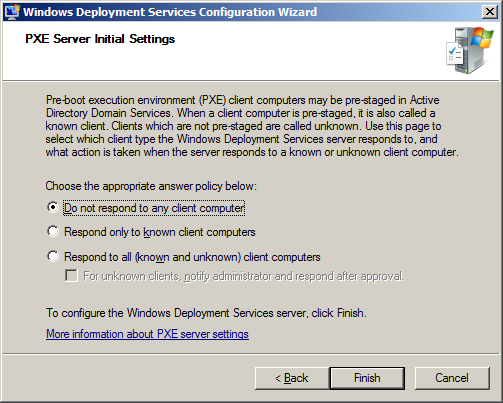 Windows Deployment Services Configuration Wizard
PXE Server Initial Settings
Pre-boot execution environment (PXE) client computers may be pre-staged in Active
Directory Domain Services. When a client computer is pre-staged, it is also called a
known client. Clients which are not pre-staged are called unknown. Use this page to
select which client type the Windows Deployment Services server responds to, and
what action is taken when the server responds to a known or unknown client computer.
Choose the appropriate answer policy below:
Do not respond to any client computer
Respond only to known client computers
Respond to all (known and unknown) client computers
For unknown clients, notify administrator and respond after approval.
To configure the Windows Deployment Services server, click Finish.
More information about PXE server settings
< Back Finish Cancel